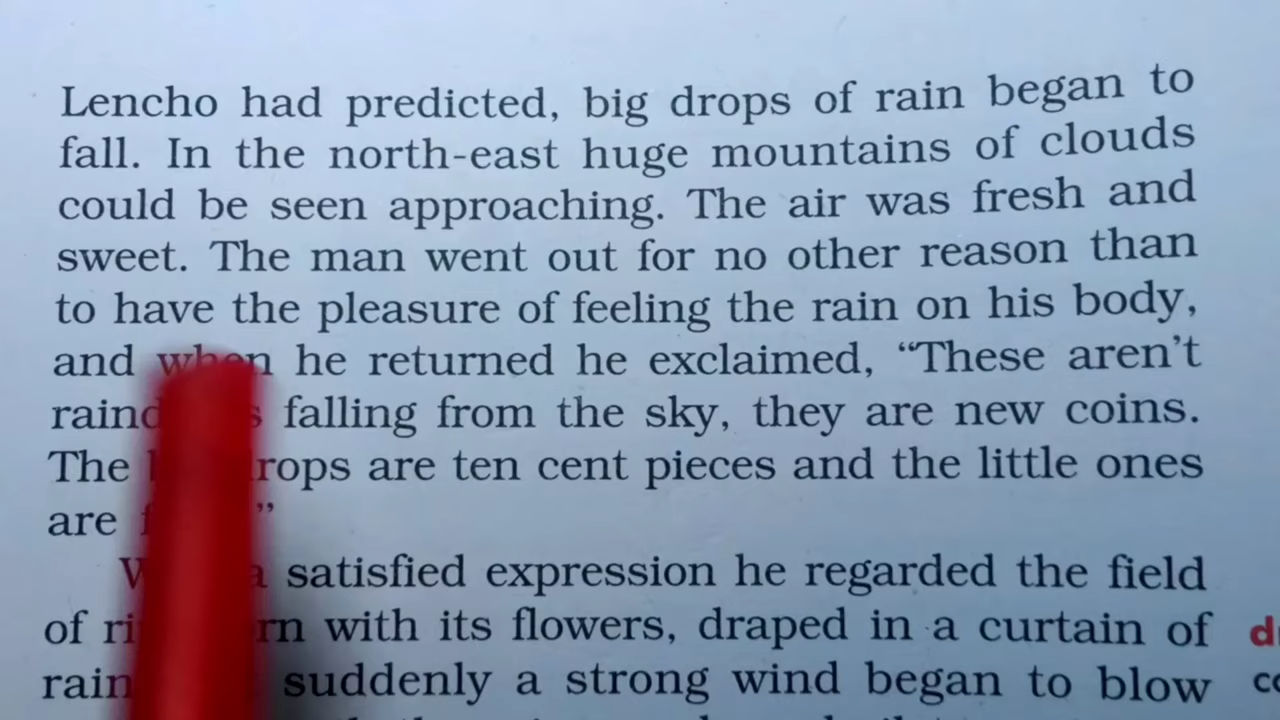 Lencho had predicted, big drops of rain began to
fall. In the north-east huge mountains of clouds
could be seen approaching. The air was fresh and
sweet. The man went out for no other reason than
to have the pleasure of feeling the rain on his body,
and when he returned he exclaimed, “These aren’t
falling from the sky, they are new coins.
The are ten cent pieces and the little ones
are ”
a satisfied expression he regarded the field
of with its flowers, draped in a curtain of
suddenly a strong wind began to blow